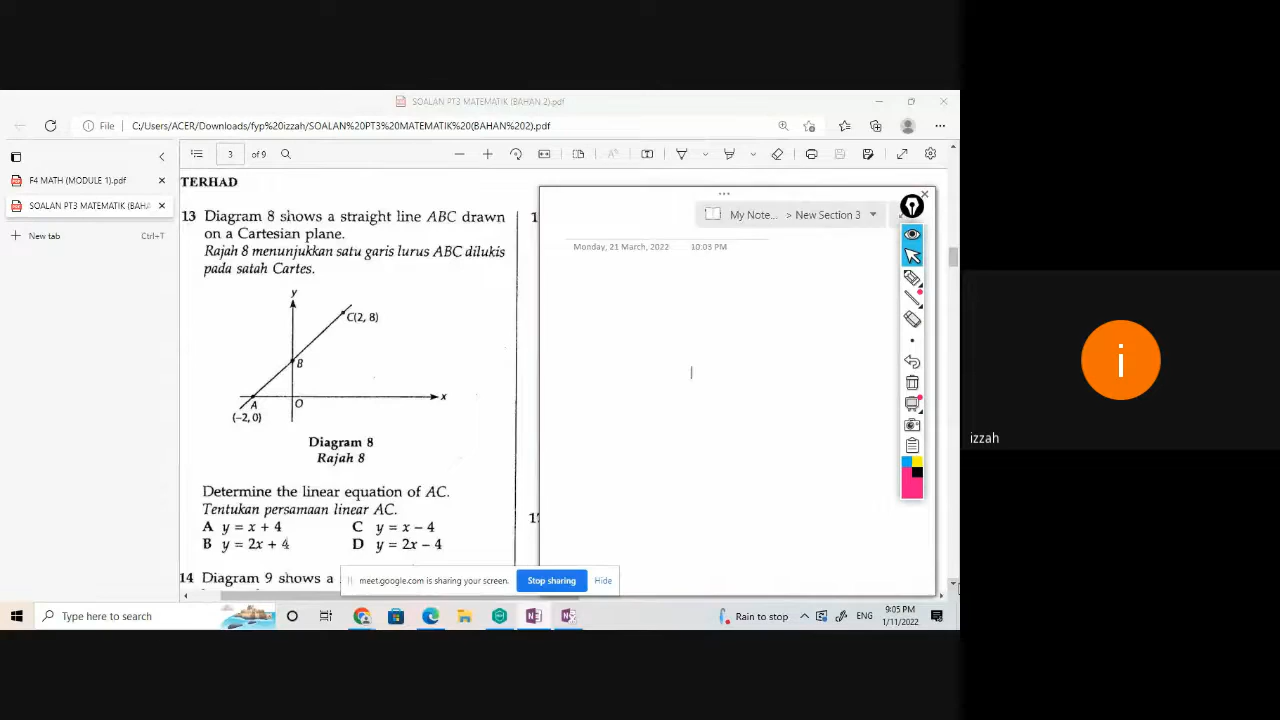 SOALAN PT3 MATEMATIK (BAHAN 2).pdf
File C:/Users/ACER/Downloads/fyp%20izzah/SOALAN%20PT3%20MATEMATIK%20(BAHAN%202).pdf
3 of 9
F4 MATH (MODULE 1).pdf
SOALAN PT3 MATEMATIK (BAHA
New tab Ctrl+T
TERHAD
13 Diagram 8 shows a straight line ABC drawn
on a Cartesian plane.
Rajah 8 menunjukkan satu garis lurus ABC dilukis
pada satah Cartes.
y
C(2, 8)
B
A O x
(−2, 0)
Diagram 8
Rajah 8
Determine the linear equation of AC.
Tentukan persamaan linear AC.
A y = x + 4 C y = x − 4
B y = 2x + 4 D y = 2x − 4
14 Diagram 9 shows a
1
17
My Note... > New Section 3
Monday, 21 March, 2022 10:03 PM
meet.google.com is sharing your screen. Stop sharing Hide
Type here to search
Rain to stop
ENG
9:05 PM
1/11/2022
i
izzah